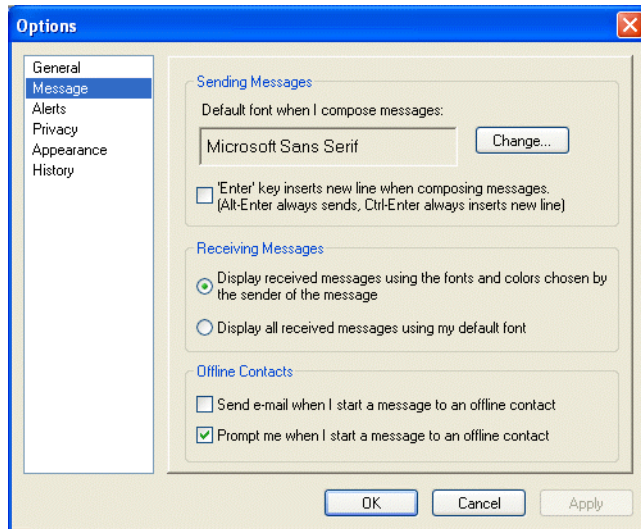 Options
General
Message
Alerts
Privacy
Appearance
History
Sending Messages
Default font when I compose messages:
Microsoft Sans Serif
Change...
'Enter' key inserts new line when composing messages.
(Alt-Enter always sends, Ctrl-Enter always inserts new line)
Receiving Messages
Display received messages using the fonts and colors chosen by
the sender of the message
Display all received messages using my default font
Offline Contacts
Send e-mail when I start a message to an offline contact
Prompt me when I start a message to an offline contact
OK
Cancel
Apply